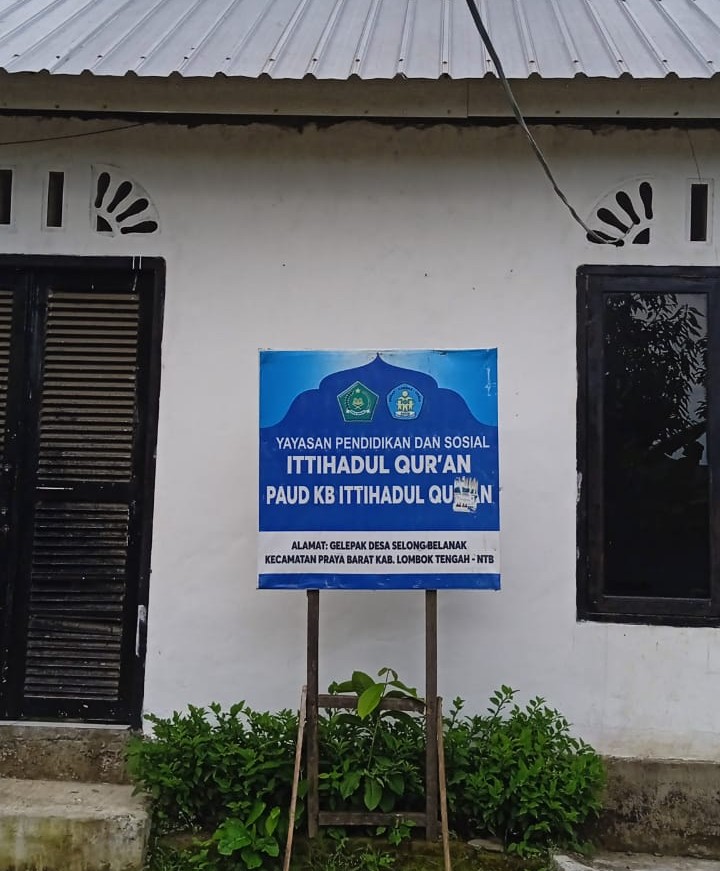 YAYASAN PENDIDIKAN DAN SOSIAL
ITTIHADUL QUR'AN
PAUD KB ITTIHADUL
ALAMAT: GELEPAK DESA SELONG-BELANAK
KECAMATAN PRAYA BARAT KAB. LOMBOK TENGAH - NTB